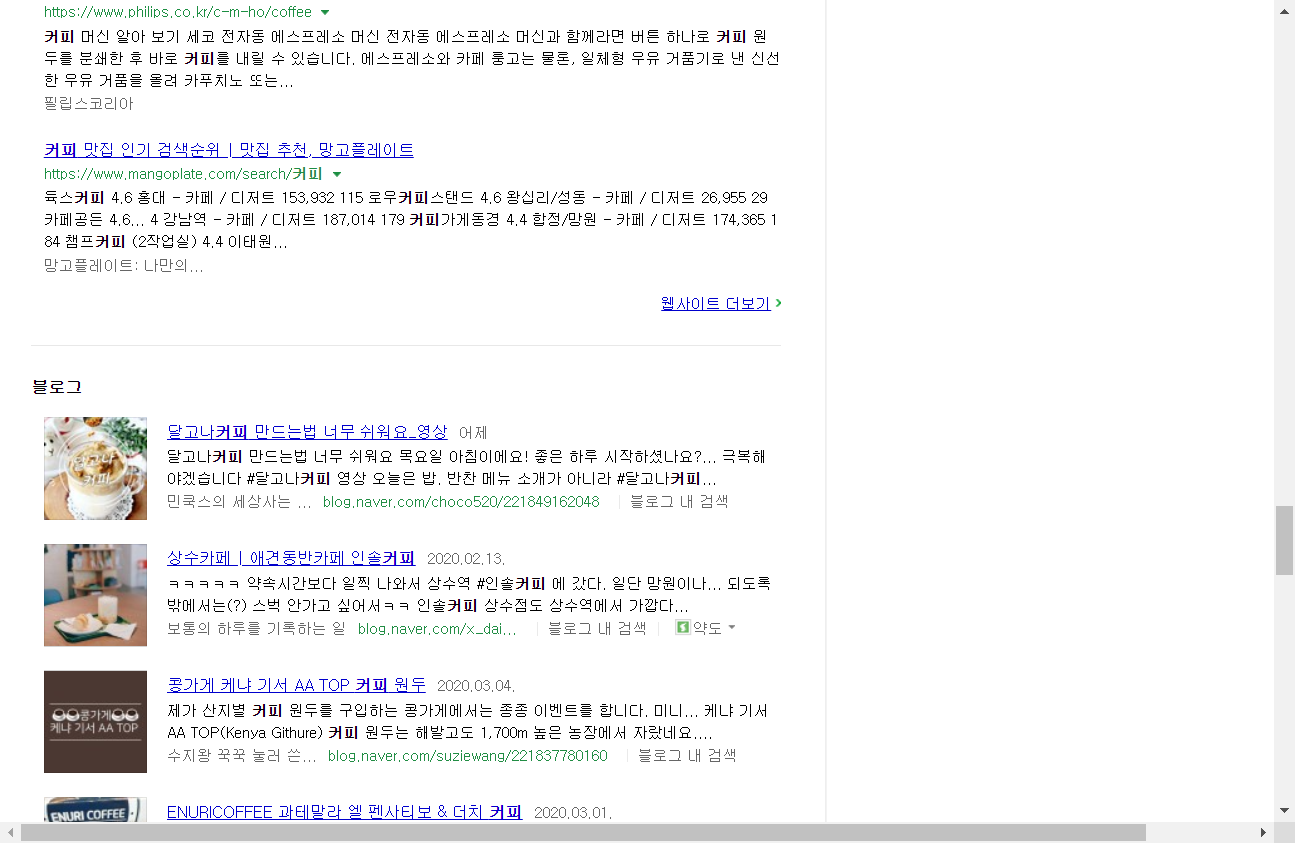 https://www.philips.co.kr/c-m-ho/coffee
커피 머신 알아 보기 세코 전자동 에스프레소 머신 전자동 에스프레소 머신과 함께라면 버튼 하나로 커피 원
두를 분쇄한 후 바로 커피를 내릴 수 있습니다. 에스프레소와 카페 룽고는 물론, 일체형 우유 거품기로 낸 신선
한 우유 거품을 올려 카푸치노 또는...
필립스코리아
커피 맛집 인기 검색순위 | 맛집 추천, 망고플레이트
https://www.mangoplate.com/search/커피
듁스커피 4.6 홍대 - 카페 / 디저트 153,932 115 로우커피스탠드 4.6 왕십리/성동 - 카페 / 디저트 26,955 29
카페공든 4.6... 4 강남역 - 카페 / 디저트 187,014 179 커피가게동경 4.4 합정/망원 - 카페 / 디저트 174,365 1
84 챔프커피 (2작업실) 4.4 이태원...
망고플레이트: 나만의...
웹사이트 더보기
블로그
달고나커피 만드는법 너무 쉬워요_영상 어제
달고나커피 만드는법 너무 쉬워요 목요일 아침이에요! 좋은 하루 시작하셨나요?... 극복해
야겠습니다 #달고나커피 영상 오늘은 밥. 반찬 메뉴 소개가 아니라 #달고나커피...
민쿡스의 세상사는 ... blog.naver.com/choco520/221849162048 블로그 내 검색
상수카페 | 애견동반카페 인솔커피 2020.02.13.
ㅋㅋㅋㅋㅋ 약속시간보다 일찍 나와서 상수역 #인솔커피 에 갔다. 일단 망원이나... 되도록
밖에서는(?) 스벅 안가고 싶어서ㅋㅋ 인솔커피 상수점도 상수역에서 가깝다...
보통의 하루를 기록하는 일 blog.naver.com/x_dai... 블로그 내 검색 약도
콩가게 케냐 기서 AA TOP 커피 원두 2020.03.04.
제가 산지별 커피 원두를 구입하는 콩가게에서는 종종 이벤트를 합니다. 미니... 케냐 기서
AA TOP(Kenya Githure) 커피 원두는 해발고도 1,700m 높은 농장에서 자랐네요....
수지왕 꾹꾹 눌러 쓴... blog.naver.com/suziewang/221837780160 블로그 내 검색
콩가게
케냐 기서 AA TOP
ENURICOFFEE 과테말라 엘 펜사티보 & 더치 커피 2020.03.01.
ENURI COFFEE
달고나
커피